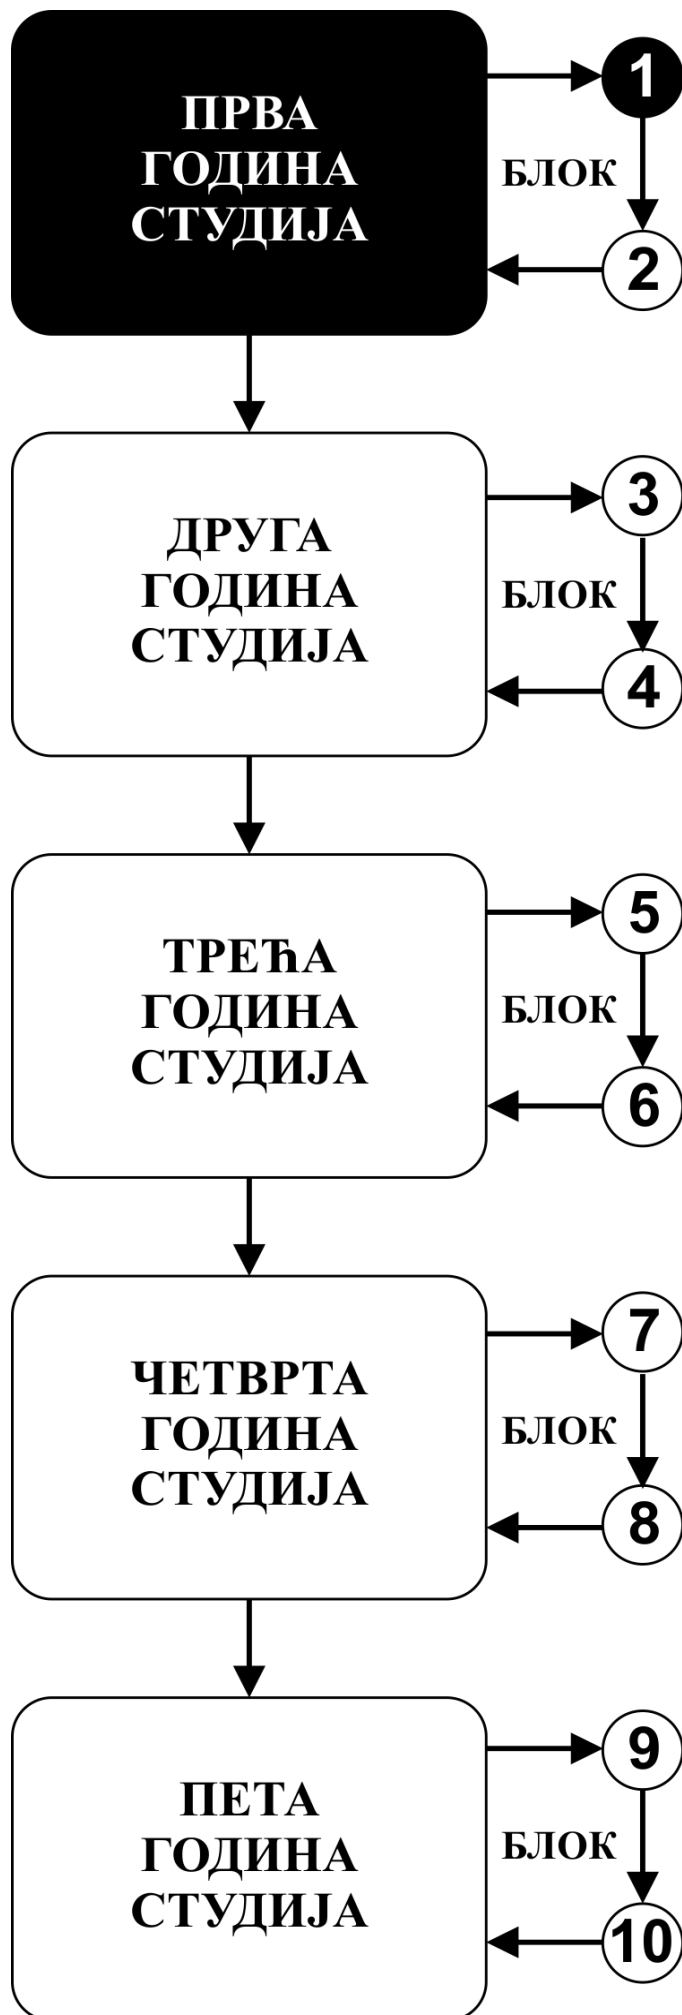 ПРВА
ГОДИНА
СТУДИЈА
1
БЛОК
2
ДРУГА
ГОДИНА
СТУДИЈА
3
БЛОК
4
ТРЕЋА
ГОДИНА
СТУДИЈА
5
БЛОК
6
ЧЕТВРТА
ГОДИНА
СТУДИЈА
7
БЛОК
8
ПЕТА
ГОДИНА
СТУДИЈА
9
БЛОК
10